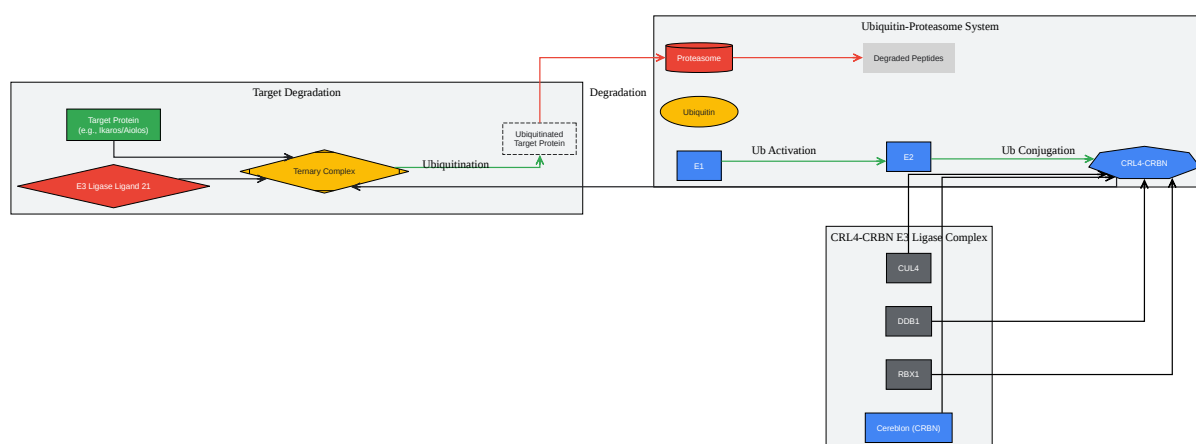 Ubiquitin-Proteasome System
Proteasome
Degraded Peptides
Target Degradation
Degradation
Target Protein
(e.g., Ikaros/Aiolos)
Ubiquitin
Ubiquitinated
Target Protein
Ubiquitination
Ternary Complex
E3 Ligase Ligand 21
E1
Ub Activation
E2
Ub Conjugation
CRL4-CRBN
CRL4-CRBN E3 Ligase Complex
CUL4
DDB1
RBX1
Cereblon (CRBN)